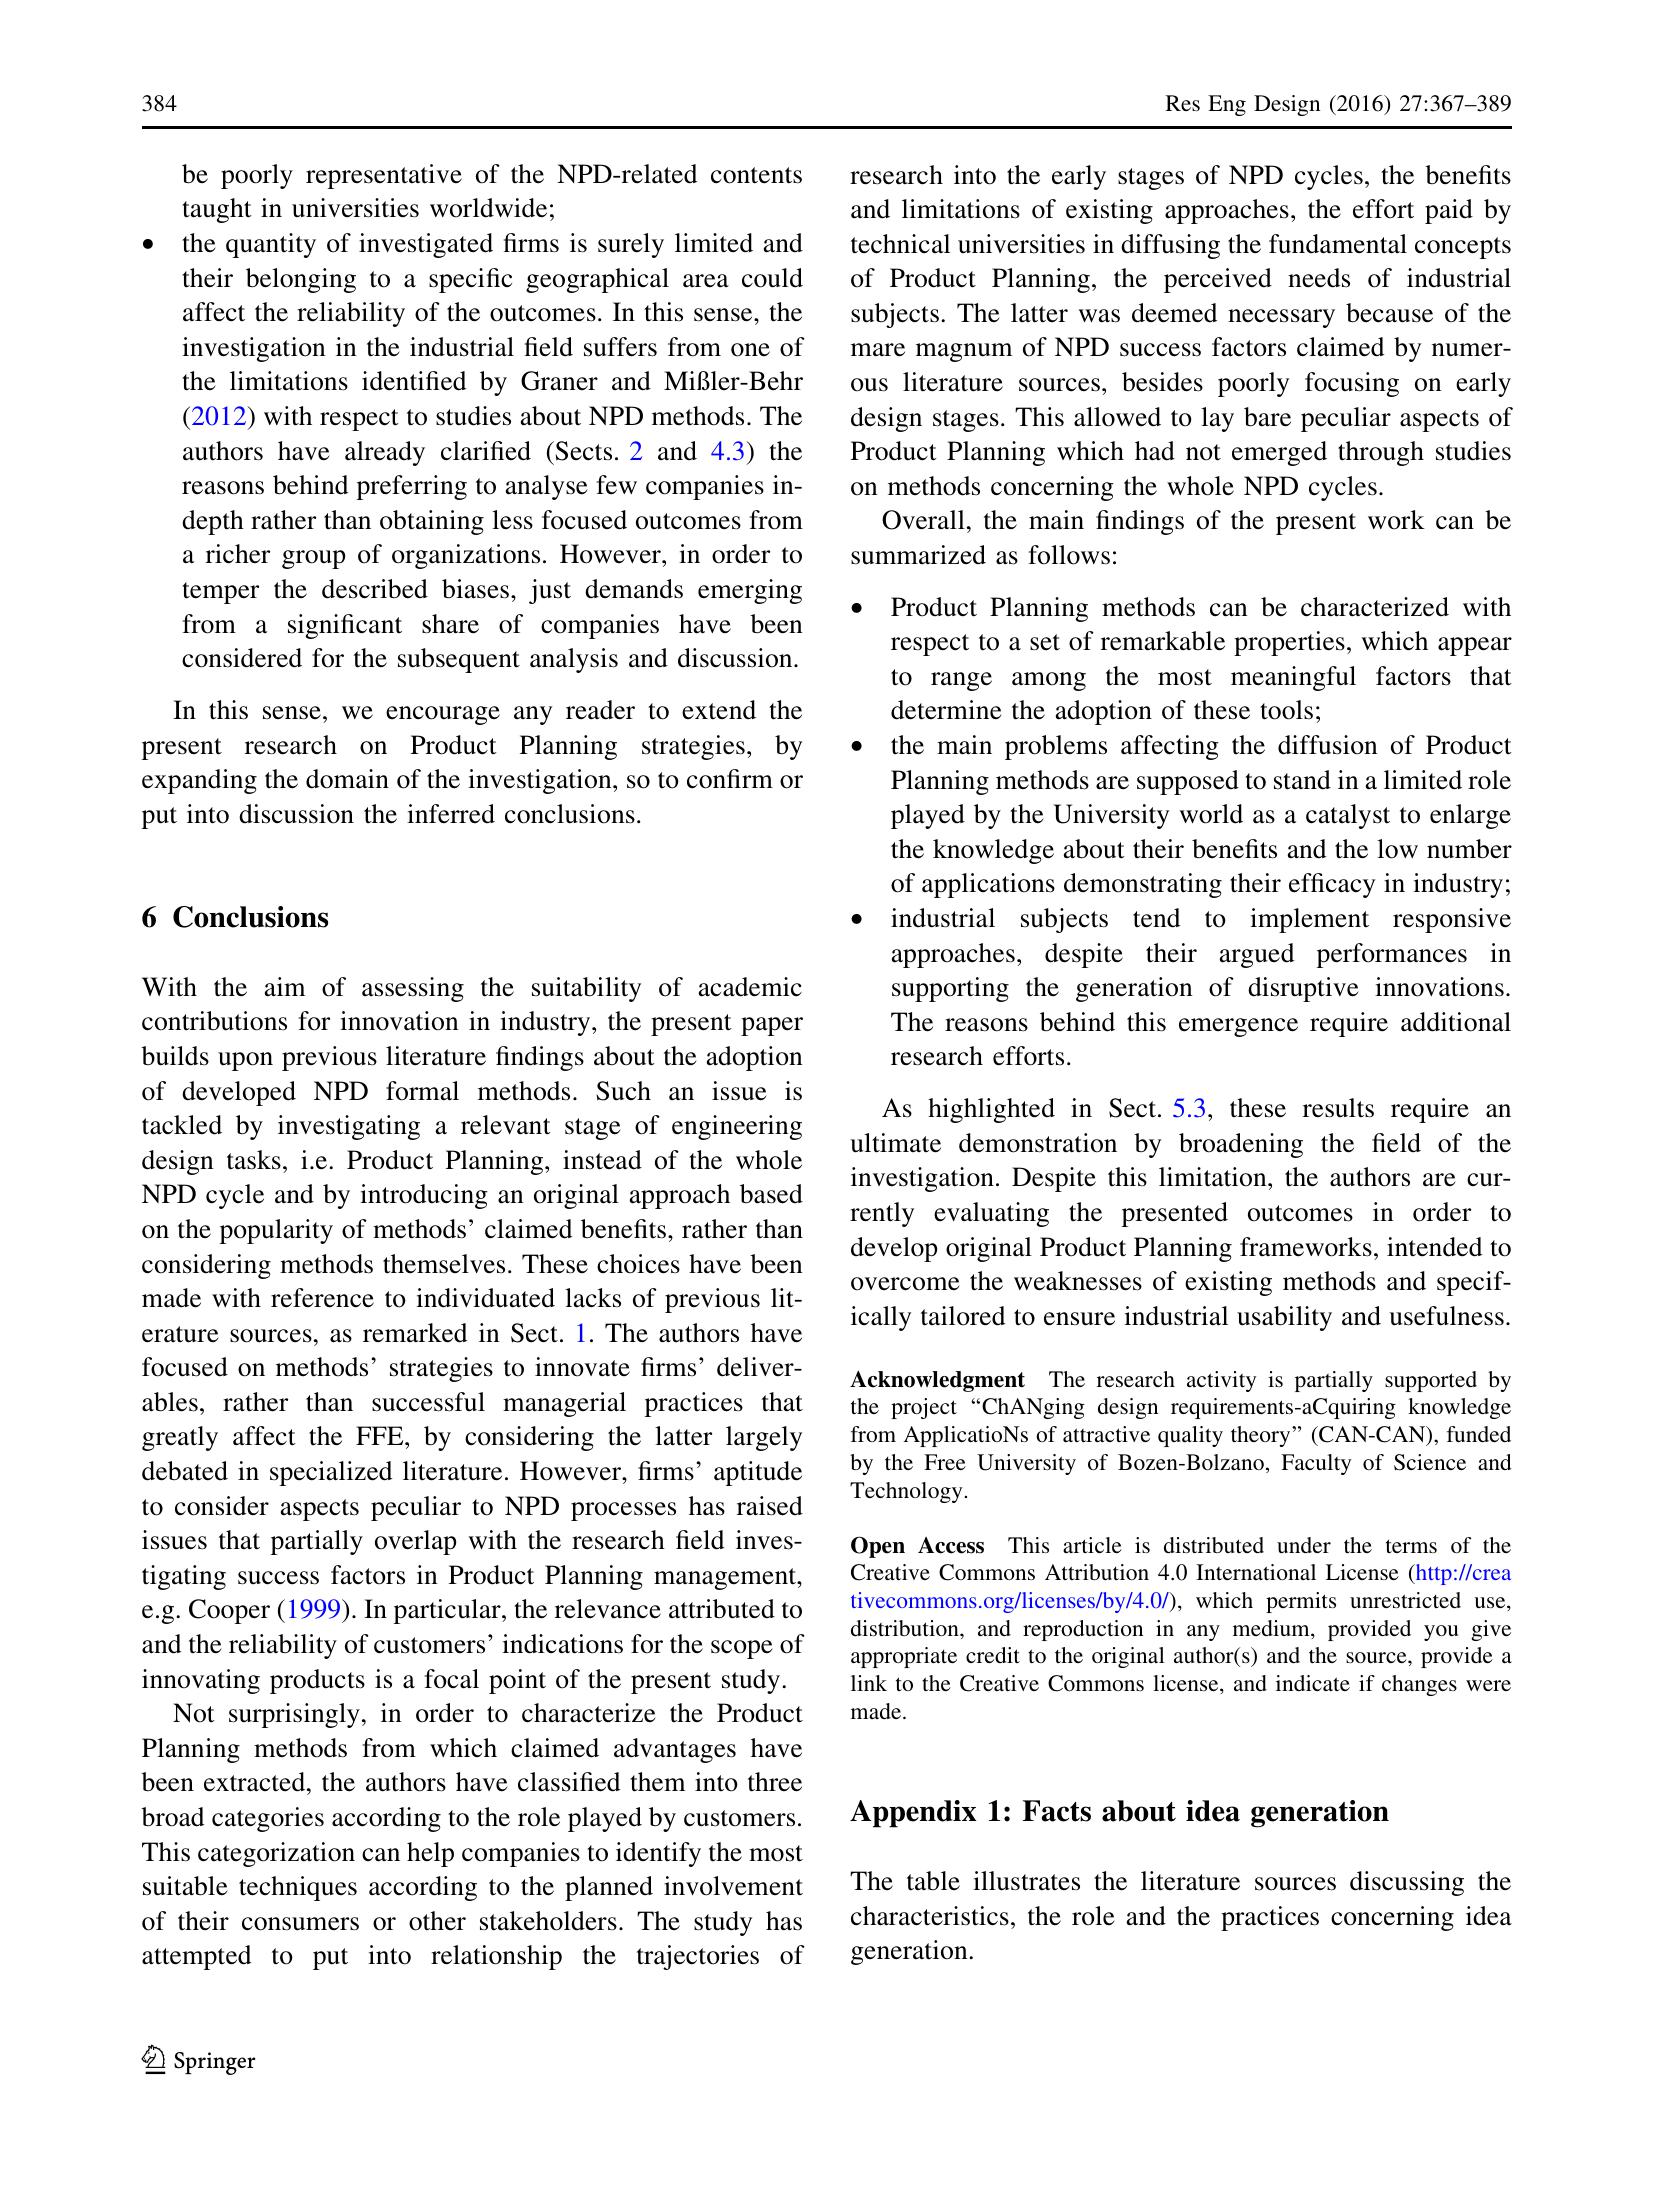 384
Res Eng Design (2016) 27:367–389
be poorly representative of the NPD-related contents
taught in universities worldwide;
• the quantity of investigated firms is surely limited and
their belonging to a specific geographical area could
affect the reliability of the outcomes. In this sense, the
investigation in the industrial field suffers from one of
the limitations identified by Graner and Mißler-Behr
(2012) with respect to studies about NPD methods. The
authors have already clarified (Sects. 2 and 4.3) the
reasons behind preferring to analyse few companies in-
depth rather than obtaining less focused outcomes from
a richer group of organizations. However, in order to
temper the described biases, just demands emerging
from a significant share of companies have been
considered for the subsequent analysis and discussion.
In this sense, we encourage any reader to extend the
present research on Product Planning strategies, by
expanding the domain of the investigation, so to confirm or
put into discussion the inferred conclusions.
6 Conclusions
With the aim of assessing the suitability of academic
contributions for innovation in industry, the present paper
builds upon previous literature findings about the adoption
of developed NPD formal methods. Such an issue is
tackled by investigating a relevant stage of engineering
design tasks, i.e. Product Planning, instead of the whole
NPD cycle and by introducing an original approach based
on the popularity of methods’ claimed benefits, rather than
considering methods themselves. These choices have been
made with reference to individuated lacks of previous lit-
erature sources, as remarked in Sect. 1. The authors have
focused on methods’ strategies to innovate firms’ deliver-
ables, rather than successful managerial practices that
greatly affect the FFE, by considering the latter largely
debated in specialized literature. However, firms’ aptitude
to consider aspects peculiar to NPD processes has raised
issues that partially overlap with the research field inves-
tigating success factors in Product Planning management,
e.g. Cooper (1999). In particular, the relevance attributed to
and the reliability of customers’ indications for the scope of
innovating products is a focal point of the present study.
Not surprisingly, in order to characterize the Product
Planning methods from which claimed advantages have
been extracted, the authors have classified them into three
broad categories according to the role played by customers.
This categorization can help companies to identify the most
suitable techniques according to the planned involvement
of their consumers or other stakeholders. The study has
attempted to put into relationship the trajectories of
research into the early stages of NPD cycles, the benefits
and limitations of existing approaches, the effort paid by
technical universities in diffusing the fundamental concepts
of Product Planning, the perceived needs of industrial
subjects. The latter was deemed necessary because of the
mare magnum of NPD success factors claimed by numer-
ous literature sources, besides poorly focusing on early
design stages. This allowed to lay bare peculiar aspects of
Product Planning which had not emerged through studies
on methods concerning the whole NPD cycles.
Overall, the main findings of the present work can be
summarized as follows:
• Product Planning methods can be characterized with
respect to a set of remarkable properties, which appear
to range among the most meaningful factors that
determine the adoption of these tools;
• the main problems affecting the diffusion of Product
Planning methods are supposed to stand in a limited role
played by the University world as a catalyst to enlarge
the knowledge about their benefits and the low number
of applications demonstrating their efficacy in industry;
• industrial subjects tend to implement responsive
approaches, despite their argued performances in
supporting the generation of disruptive innovations.
The reasons behind this emergence require additional
research efforts.
As highlighted in Sect. 5.3, these results require an
ultimate demonstration by broadening the field of the
investigation. Despite this limitation, the authors are cur-
rently evaluating the presented outcomes in order to
develop original Product Planning frameworks, intended to
overcome the weaknesses of existing methods and specif-
ically tailored to ensure industrial usability and usefulness.
Acknowledgment The research activity is partially supported by
the project “ChANging design requirements-aCquiring knowledge
from ApplicatioNs of attractive quality theory” (CAN-CAN), funded
by the Free University of Bozen-Bolzano, Faculty of Science and
Technology.
Open Access This article is distributed under the terms of the
Creative Commons Attribution 4.0 International License (http://crea
tivecommons.org/licenses/by/4.0/), which permits unrestricted use,
distribution, and reproduction in any medium, provided you give
appropriate credit to the original author(s) and the source, provide a
link to the Creative Commons license, and indicate if changes were
made.
Appendix 1: Facts about idea generation
The table illustrates the literature sources discussing the
characteristics, the role and the practices concerning idea
generation.
Springer